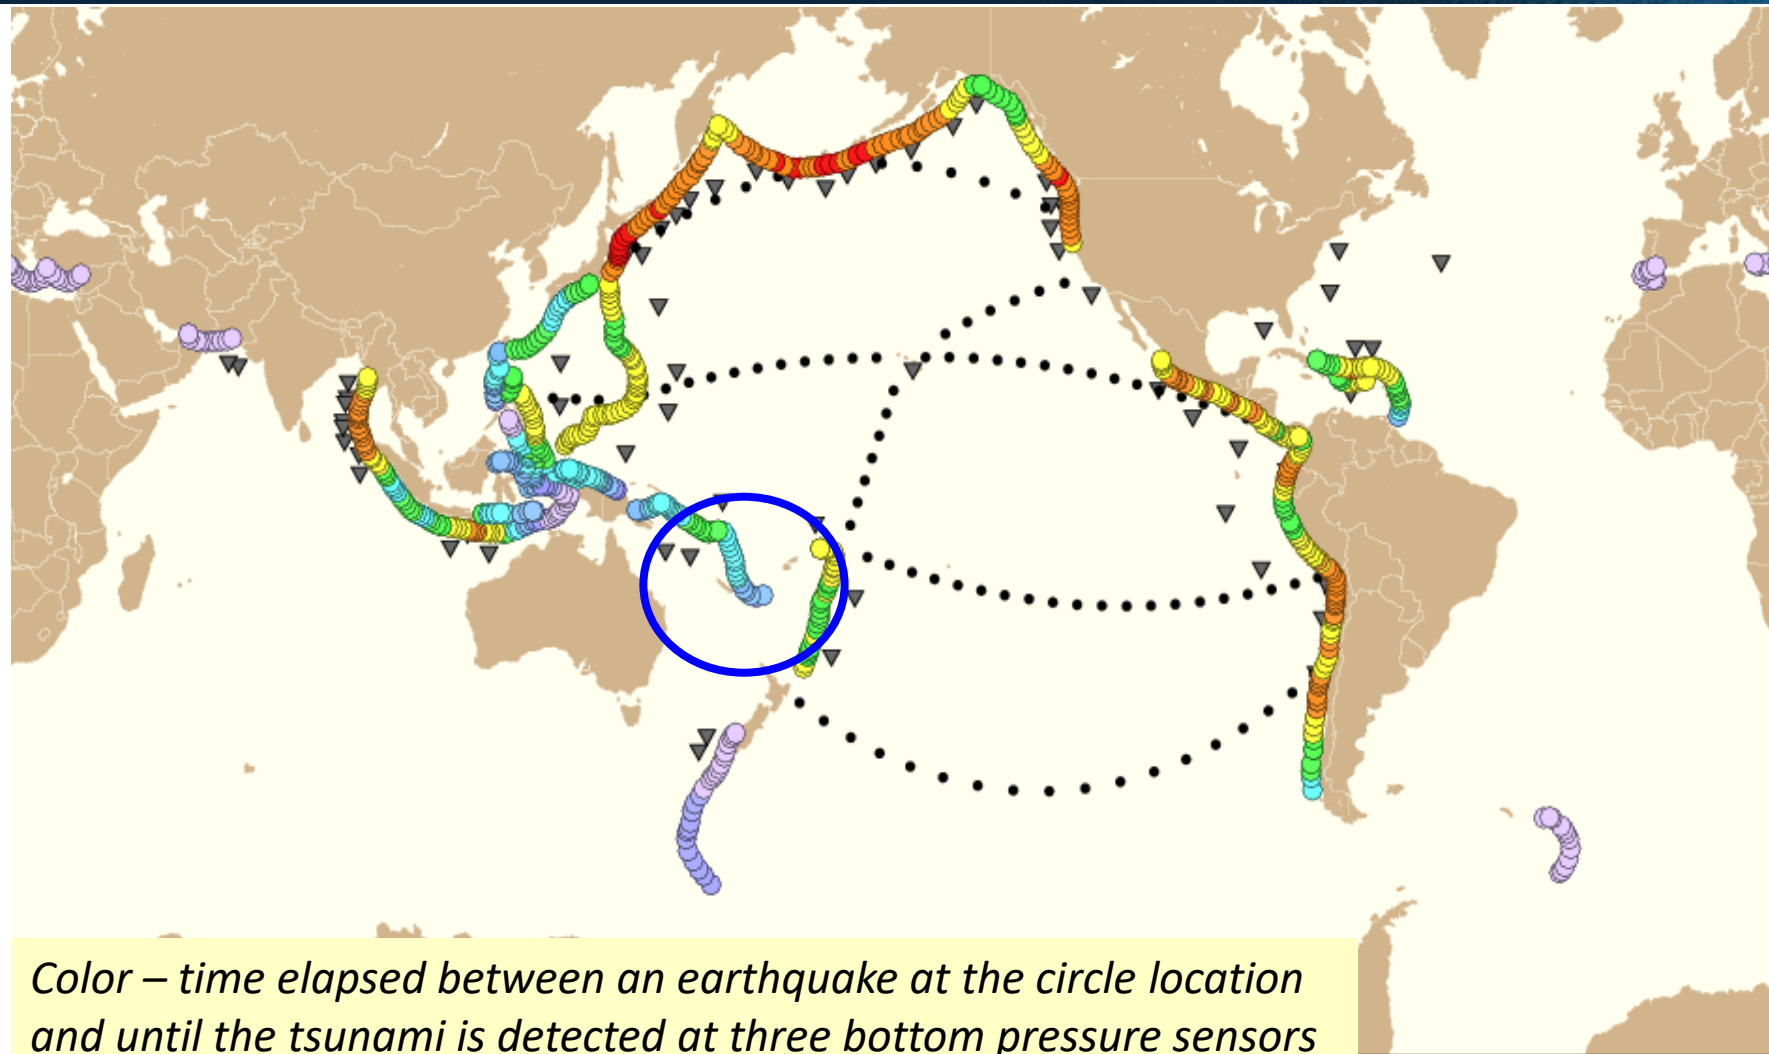 Color – time elapsed between an earthquake at the circle location
and until the tsunami is detected at three bottom pressure sensors